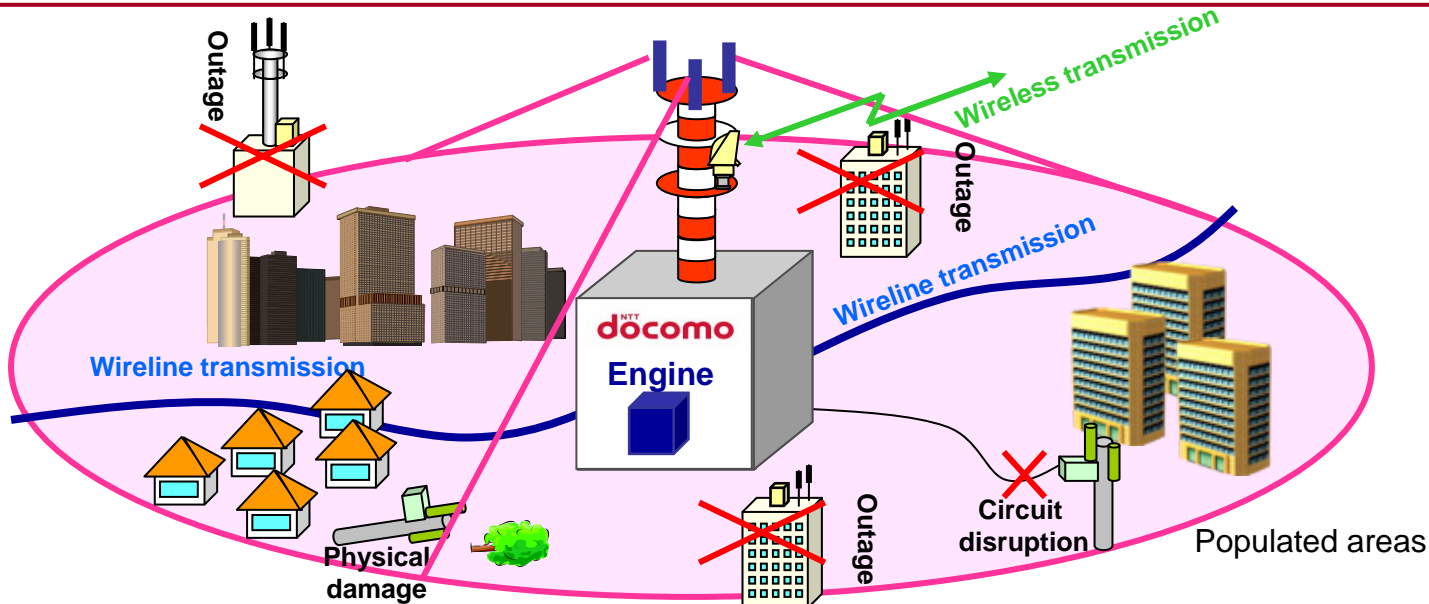 Outage
Wireless transmission
Outage
Wireline transmission
NTT
docomo
Engine
Wireline transmission
Physical
damage
Outage
Circuit
disruption
Populated areas